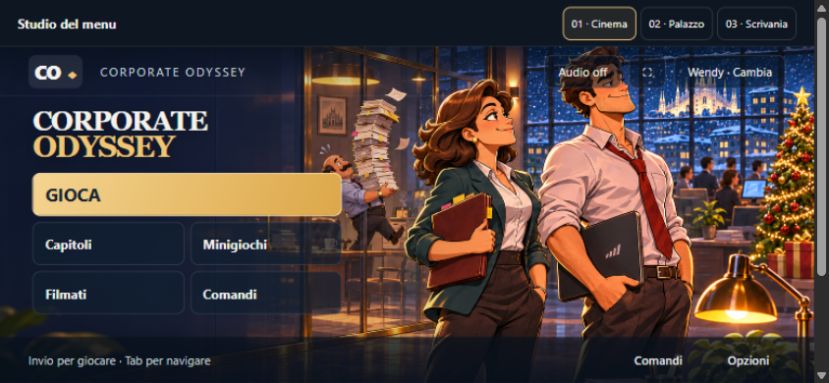 Studio del menu
01 · Cinema
02 · Palazzo
03 · Scrivania
CO
CORPORATE ODYSSEY
Audio off
Wendy · Cambia
CORPORATE
ODYSSEY
GIOCA
Capitoli
Minigiochi
Filmati
Comandi
Invio per giocare · Tab per navigare
Comandi
Opzioni